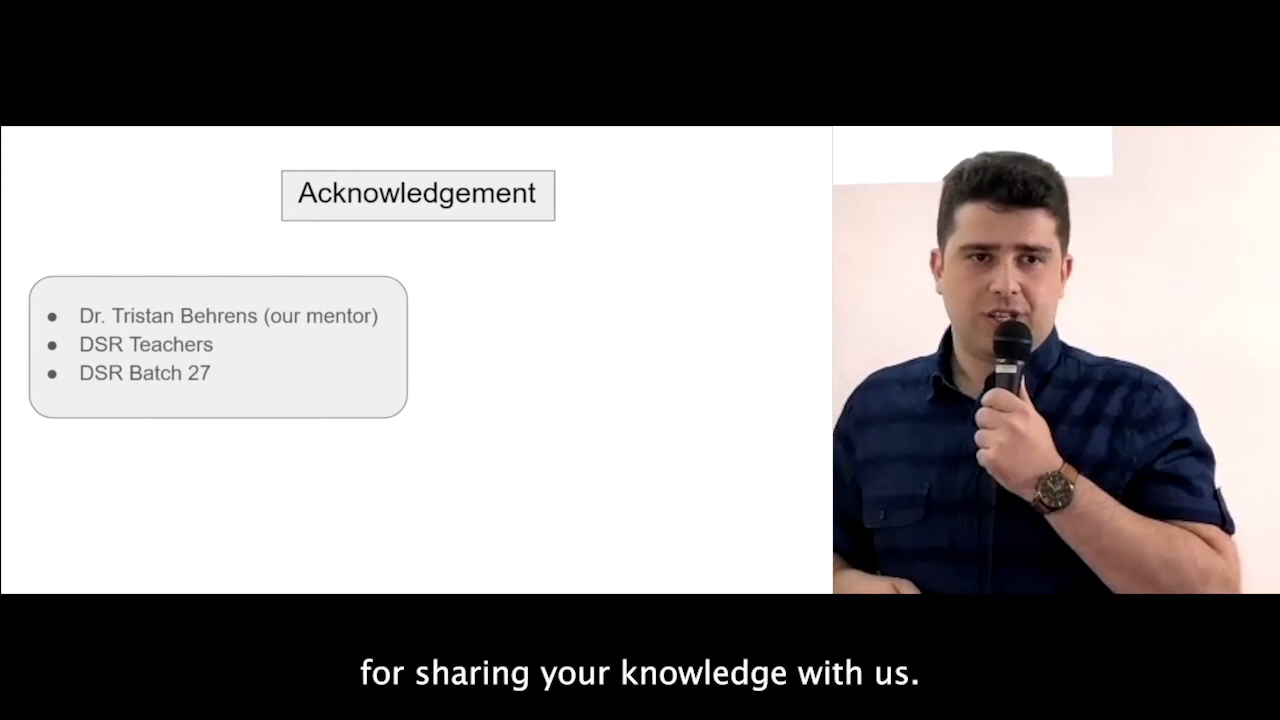 Acknowledgement
● Dr. Tristan Behrens (our mentor)
● DSR Teachers
● DSR Batch 27
for sharing your knowledge with us.